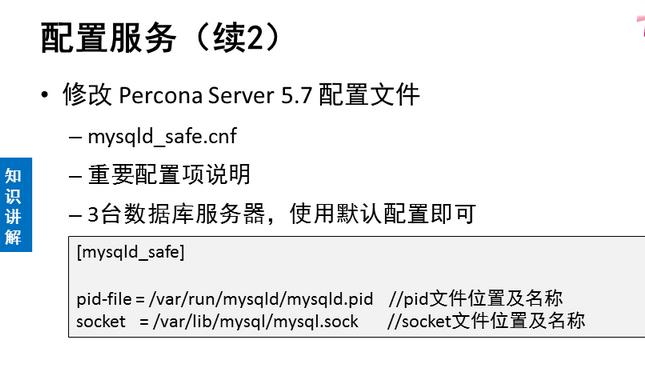 配置服务（续2）
• 修改 Percona Server 5.7 配置文件
– mysqld_safe.cnf
– 重要配置项说明
– 3台数据库服务器，使用默认配置即可
知识讲解
[mysqld_safe]
pid-file = /var/run/mysqld/mysqld.pid //pid文件位置及名称
socket = /var/lib/mysql/mysql.sock //socket文件位置及名称